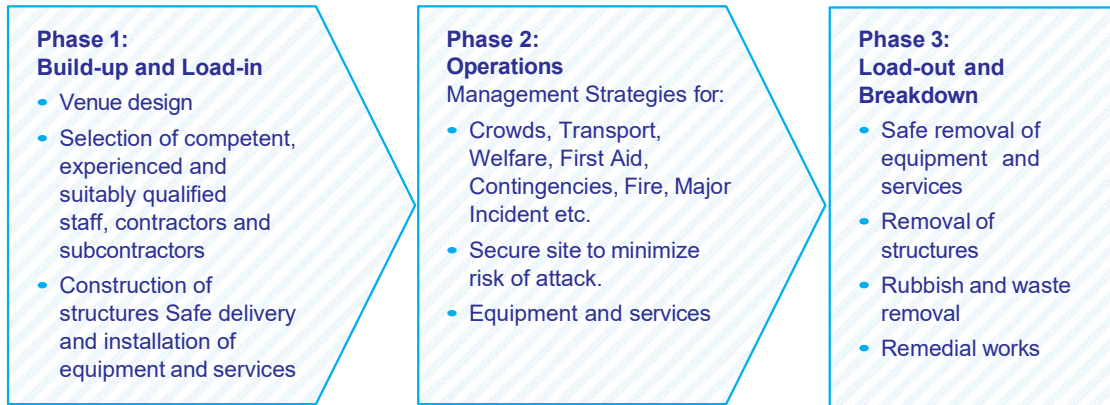 Phase 1:
Build-up and Load-in
• Venue design
• Selection of competent,
experienced and
suitably qualified
staff, contractors and
subcontractors
• Construction of
structures Safe delivery
and installation of
equipment and services
Phase 2:
Operations
Management Strategies for:
• Crowds, Transport,
Welfare, First Aid,
Contingencies, Fire, Major
Incident etc.
• Secure site to minimize
risk of attack.
• Equipment and services
Phase 3:
Load-out and
Breakdown
• Safe removal of
equipment and
services
• Removal of
structures
• Rubbish and waste
removal
• Remedial works